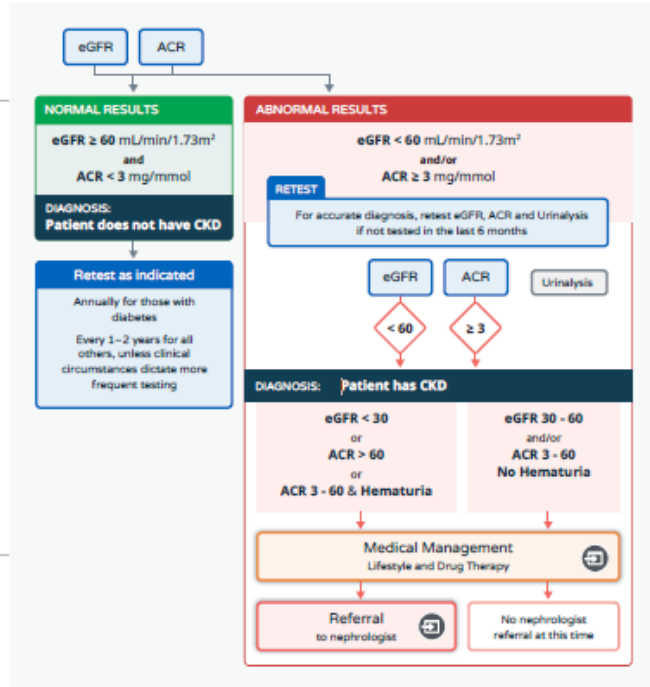 eGFR
ACR
NORMAL RESULTS
eGFR ≥ 60 mL/min/1.73m²
and
ACR < 3 mg/mmol
DIAGNOSIS:
Patient does not have CKD
Retest as indicated
Annually for those with
diabetes
Every 1–2 years for all
others, unless clinical
circumstances dictate more
frequent testing
ABNORMAL RESULTS
eGFR < 60 mL/min/1.73m²
and/or
ACR ≥ 3 mg/mmol
RETEST
For accurate diagnosis, retest eGFR, ACR and Urinalysis
if not tested in the last 6 months
eGFR
ACR
Urinalysis
< 60
≥ 3
DIAGNOSIS: Patient has CKD
eGFR < 30
or
ACR > 60
or
ACR 3 - 60 & Hematuria
eGFR 30 - 60
and/or
ACR 3 - 60
No Hematuria
Medical Management
Lifestyle and Drug Therapy
Referral
to nephrologist
No nephrologist
referral at this time